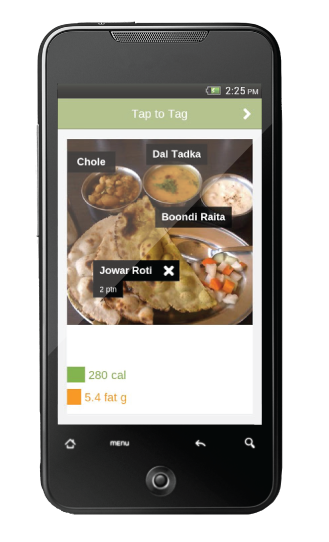 2:25 PM
Tap to Tag
Chole
Dal Tadka
Boondi Raita
Jowar Roti
2 ptn
280 cal
5.4 fat g
MENU